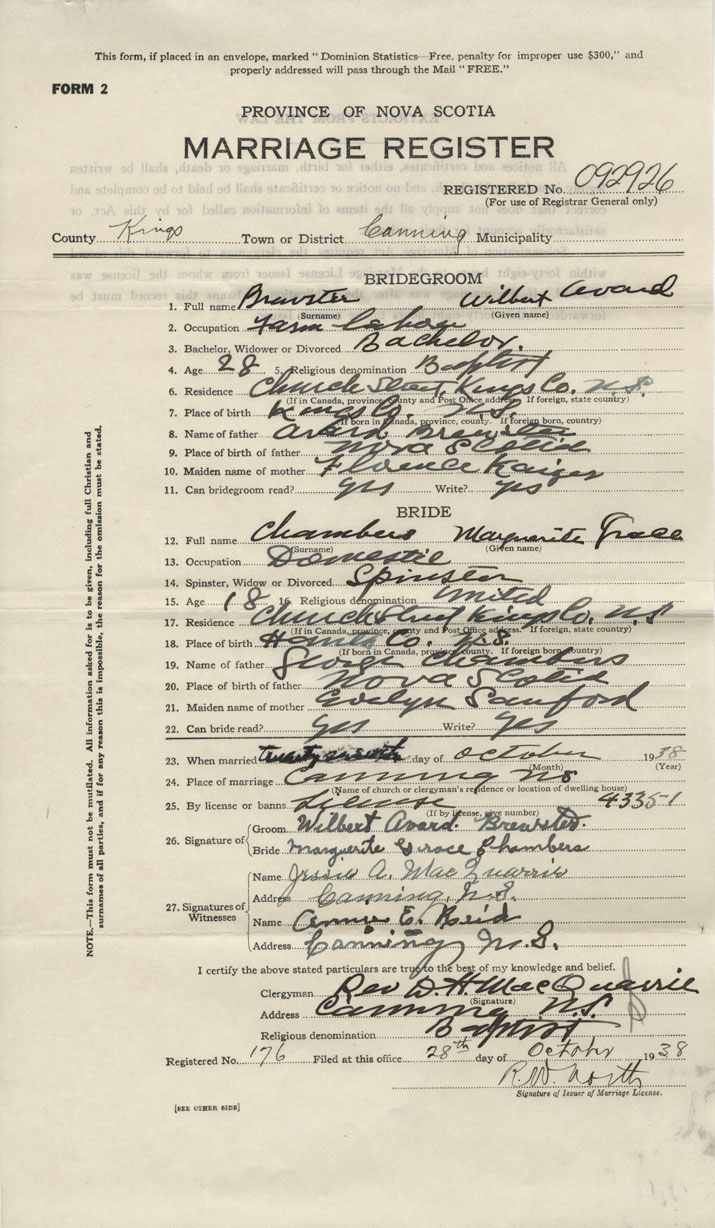 This form, if placed in an envelope, marked "Dominion Statistics—Free, penalty for improper use $300," and
properly addressed will pass through the Mail "FREE."
FORM 2
PROVINCE OF NOVA SCOTIA
MARRIAGE REGISTER
REGISTERED No. 092926
(For use of Registrar General only)
County Kings Town or District Canning Municipality
BRIDEGROOM
1. Full name Brewster Wilbert Avard
(Surname) (Given name)
2. Occupation Farm Labour
3. Bachelor, Widower or Divorced Bachelor.
4. Age 28 5. Religious denomination Baptist
6. Residence Church Street, Kings Co. N.S.
(If in Canada, province, county and Post Office address. If foreign, state country)
7. Place of birth Kings Co. N.S.
(If born in Canada, province, county. If foreign born, country)
8. Name of father Avard Brewster
9. Place of birth of father Nova Scotia
10. Maiden name of mother Florence Kaizer
11. Can bridegroom read? yes Write? yes
BRIDE
12. Full name Chambers Marguerite Grace
(Surname) (Given name)
13. Occupation Domestic
14. Spinster, Widow or Divorced Spinster
15. Age 18 16. Religious denomination United
17. Residence Church Street Kings Co. N.S
(If in Canada, province, county and Post Office address. If foreign, state country)
18. Place of birth Hants Co. N.S.
(If born in Canada, province, county. If foreign born, country)
19. Name of father George Chambers
20. Place of birth of father Nova Scotia
21. Maiden name of mother Evelyn Sanford
22. Can bride read? yes Write? yes
23. When married day of October 1938
(Month) (Year)
24. Place of marriage Canning NS
(Name of church or clergyman's residence or location of dwelling house)
25. By license or banns License 43351
(If by license, give number)
26. Signature of
Groom Wilbert Avard. Brewster.
Bride Marguerite Grace Chambers
27. Signatures of Witnesses
Name Jessie A. MacQuarrie
Address Canning, N.S.
Name Annie E. Reid
Address Canning, N.S.
I certify the above stated particulars are true to the best of my knowledge and belief.
Clergyman Rev D. H. MacQuarrie
(Signature)
Address Canning N.S.
Religious denomination Baptist
Registered No. 176 Filed at this office 28th day of October 1938
R.W. North
Signature of Issuer of Marriage License.
[SEE OTHER SIDE]
NOTE.—This form must not be mutilated. All information asked for is to be given, including full Christian and
surnames of all parties, and if for any reason this is impossible, the reason for the omission must be stated.